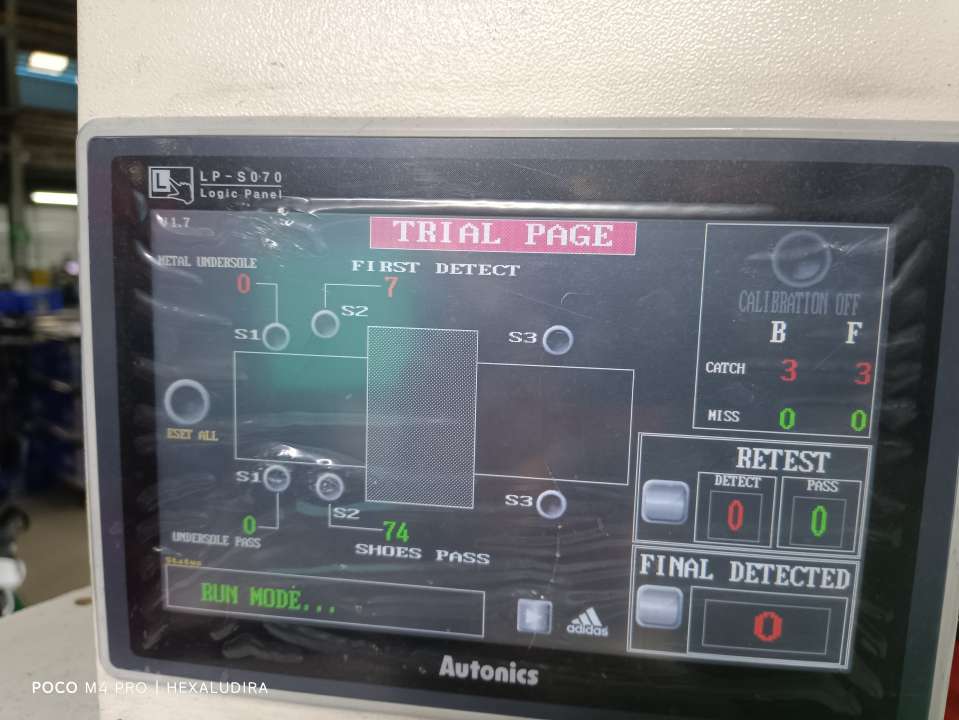 LP-S070
Logic Panel
1.7
TRIAL PAGE
METAL UNDERSOLE
0
FIRST DETECT
7
S1
S2
S3
CALIBRATION OFF
B F
CATCH 3 3
MISS 0 0
ESET ALL
S1
S2
S3
0
UNDERSOLE PASS
74
SHOES PASS
RETEST
DETECT PASS
0 0
FINAL DETECTED
0
Status
RUN MODE...
adidas
Autonics
POCO M4 PRO | HEXALUDIRA